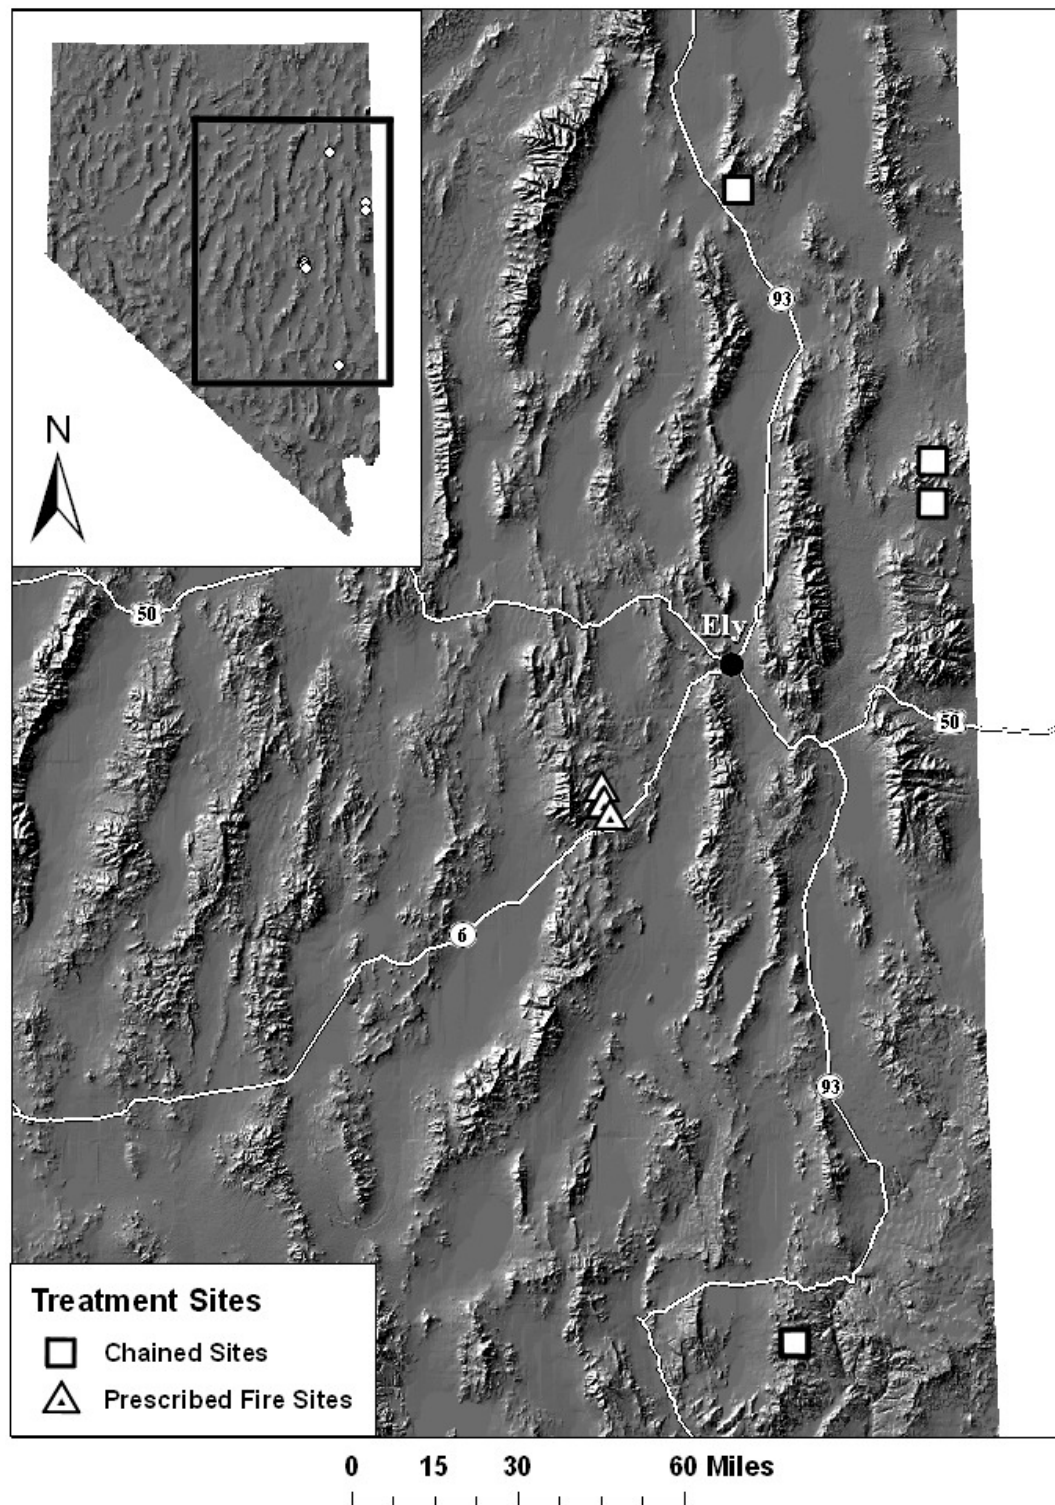 N
93
50
Ely
50
6
93
Treatment Sites
Chained Sites
Prescribed Fire Sites
0 15 30 60 Miles